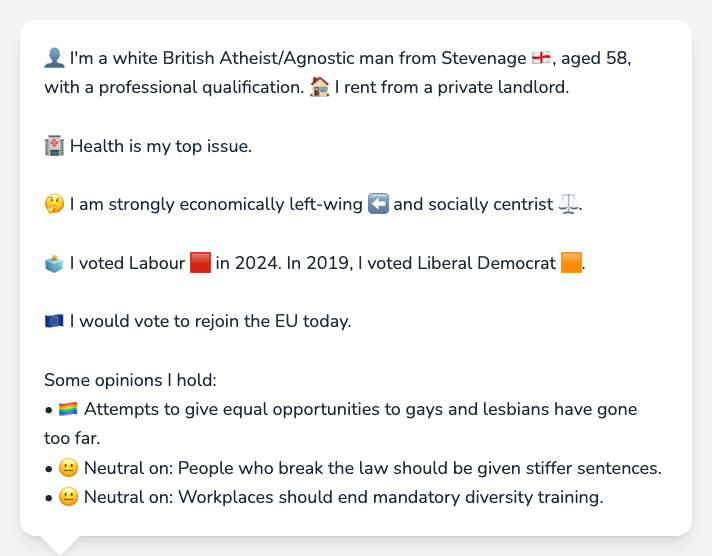 👤 I'm a white British Atheist/Agnostic man from Stevenage 🏴󠁧󠁢󠁥󠁮󠁧󠁿, aged 58,
with a professional qualification. 🏠 I rent from a private landlord.
🏥 Health is my top issue.
🤔 I am strongly economically left-wing ⬅️ and socially centrist ⚖️.
🗳️ I voted Labour 🟥 in 2024. In 2019, I voted Liberal Democrat 🟧.
🇪🇺 I would vote to rejoin the EU today.
Some opinions I hold:
• 🏳️‍🌈 Attempts to give equal opportunities to gays and lesbians have gone
too far.
• 😐 Neutral on: People who break the law should be given stiffer sentences.
• 😐 Neutral on: Workplaces should end mandatory diversity training.